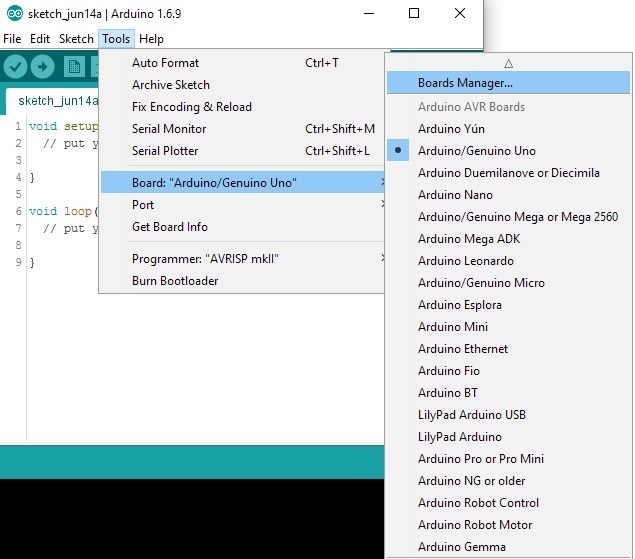 sketch_jun14a | Arduino 1.6.9
File Edit Sketch Tools Help
sketch_jun14a
1 void setup
2 // put y
3
4 }
5
6 void loop(
7 // put y
8
9 }
Auto Format Ctrl+T
Archive Sketch
Fix Encoding & Reload
Serial Monitor Ctrl+Shift+M
Serial Plotter Ctrl+Shift+L
Board: "Arduino/Genuino Uno"
Port
Get Board Info
Programmer: "AVRISP mkII"
Burn Bootloader
Boards Manager...
Arduino AVR Boards
Arduino Yún
Arduino/Genuino Uno
Arduino Duemilanove or Diecimila
Arduino Nano
Arduino/Genuino Mega or Mega 2560
Arduino Mega ADK
Arduino Leonardo
Arduino/Genuino Micro
Arduino Esplora
Arduino Mini
Arduino Ethernet
Arduino Fio
Arduino BT
LilyPad Arduino USB
LilyPad Arduino
Arduino Pro or Pro Mini
Arduino NG or older
Arduino Robot Control
Arduino Robot Motor
Arduino Gemma